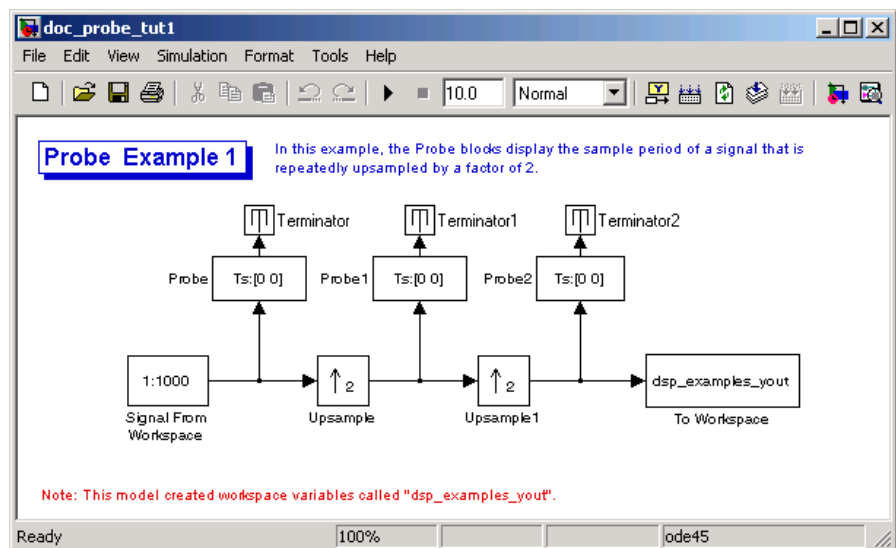 doc_probe_tut1
File Edit View Simulation Format Tools Help
10.0 Normal
Probe Example 1
In this example, the Probe blocks display the sample period of a signal that is
repeatedly upsampled by a factor of 2.
Terminator Terminator1 Terminator2
Probe Ts:[0 0] Probe1 Ts:[0 0] Probe2 Ts:[0 0]
1:1000 2 2 dsp_examples_yout
Signal From
Workspace
Upsample Upsample1 To Workspace
Note: This model created workspace variables called "dsp_examples_yout".
Ready 100% ode45